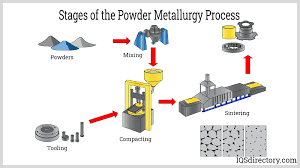 Stages of the Powder Metallurgy Process
Powders
Mixing
Tooling
Compacting
Sintering
IQSdirectory.com